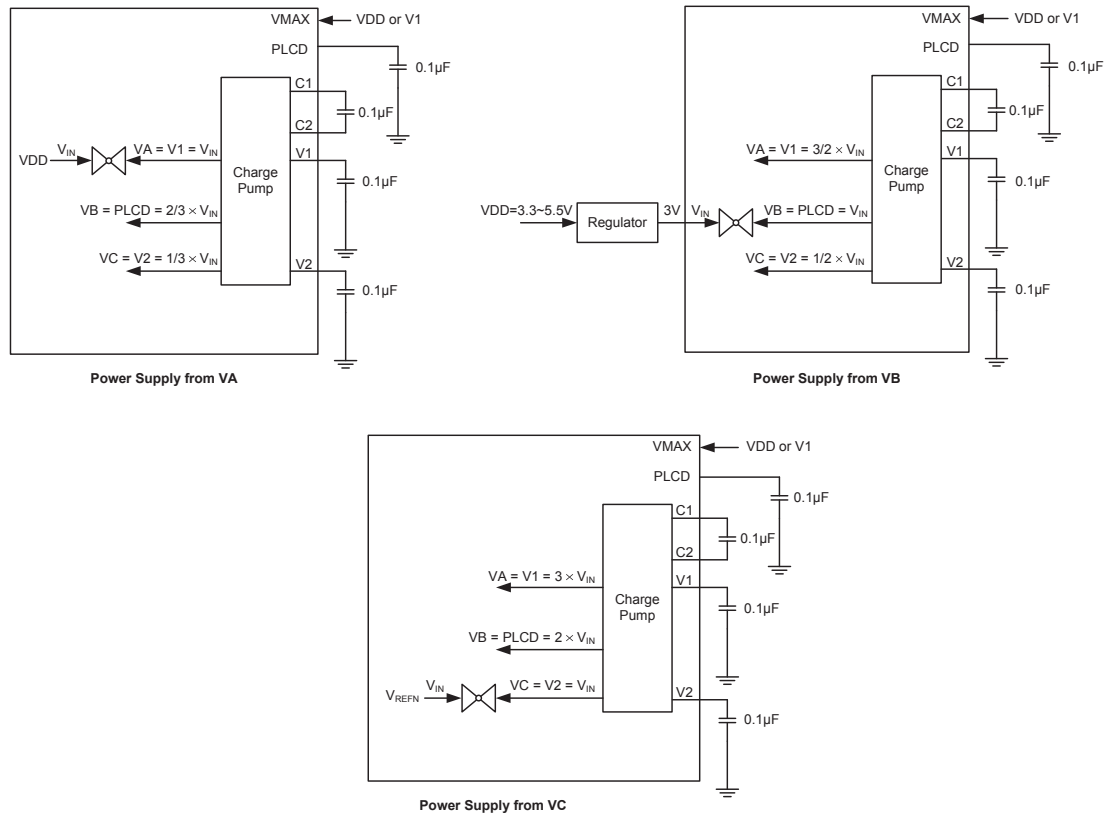 VMAX
VDD or V1
PLCD
0.1μF
C1
0.1μF
C2
VDD
VIN
VA = V1 = VIN
V1
Charge
Pump
0.1μF
VB = PLCD = 2/3 × VIN
VC = V2 = 1/3 × VIN
V2
0.1μF
Power Supply from VA
VMAX
VDD or V1
PLCD
0.1μF
C1
0.1μF
C2
VA = V1 = 3/2 × VIN
V1
Charge
Pump
0.1μF
VDD=3.3~5.5V
Regulator
3V
VIN
VB = PLCD = VIN
VC = V2 = 1/2 × VIN
V2
0.1μF
Power Supply from VB
VMAX
VDD or V1
PLCD
0.1μF
C1
0.1μF
C2
VA = V1 = 3 × VIN
V1
Charge
Pump
0.1μF
VB = PLCD = 2 × VIN
VREFN
VIN
VC = V2 = VIN
V2
0.1μF
Power Supply from VC